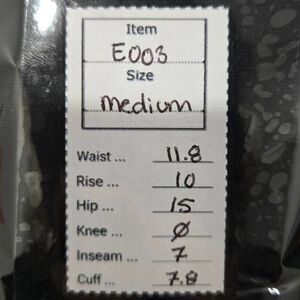 Item
E003
Size
medium
Waist ... 11.8
Rise ... 10
Hip ... 15
Knee ... Ø
Inseam ... 7
Cuff ... 7.8